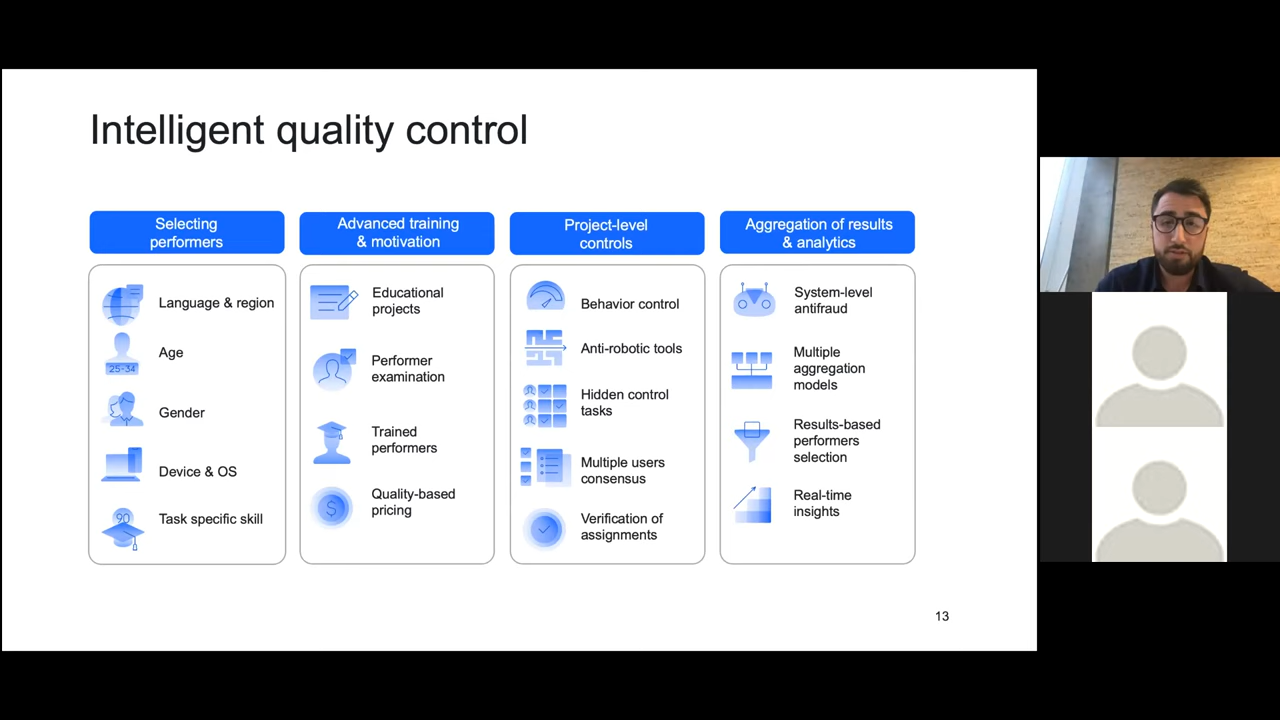 Intelligent quality control
Selecting
performers
Language & region
Age
25-34
Gender
Device & OS
90
Task specific skill
Advanced training
& motivation
Educational
projects
Performer
examination
Trained
performers
Quality-based
pricing
$
Project-level
controls
Behavior control
Anti-robotic tools
Hidden control
tasks
Multiple users
consensus
Verification of
assignments
Aggregation of results
& analytics
System-level
antifraud
Multiple
aggregation
models
Results-based
performers
selection
Real-time
insights
13